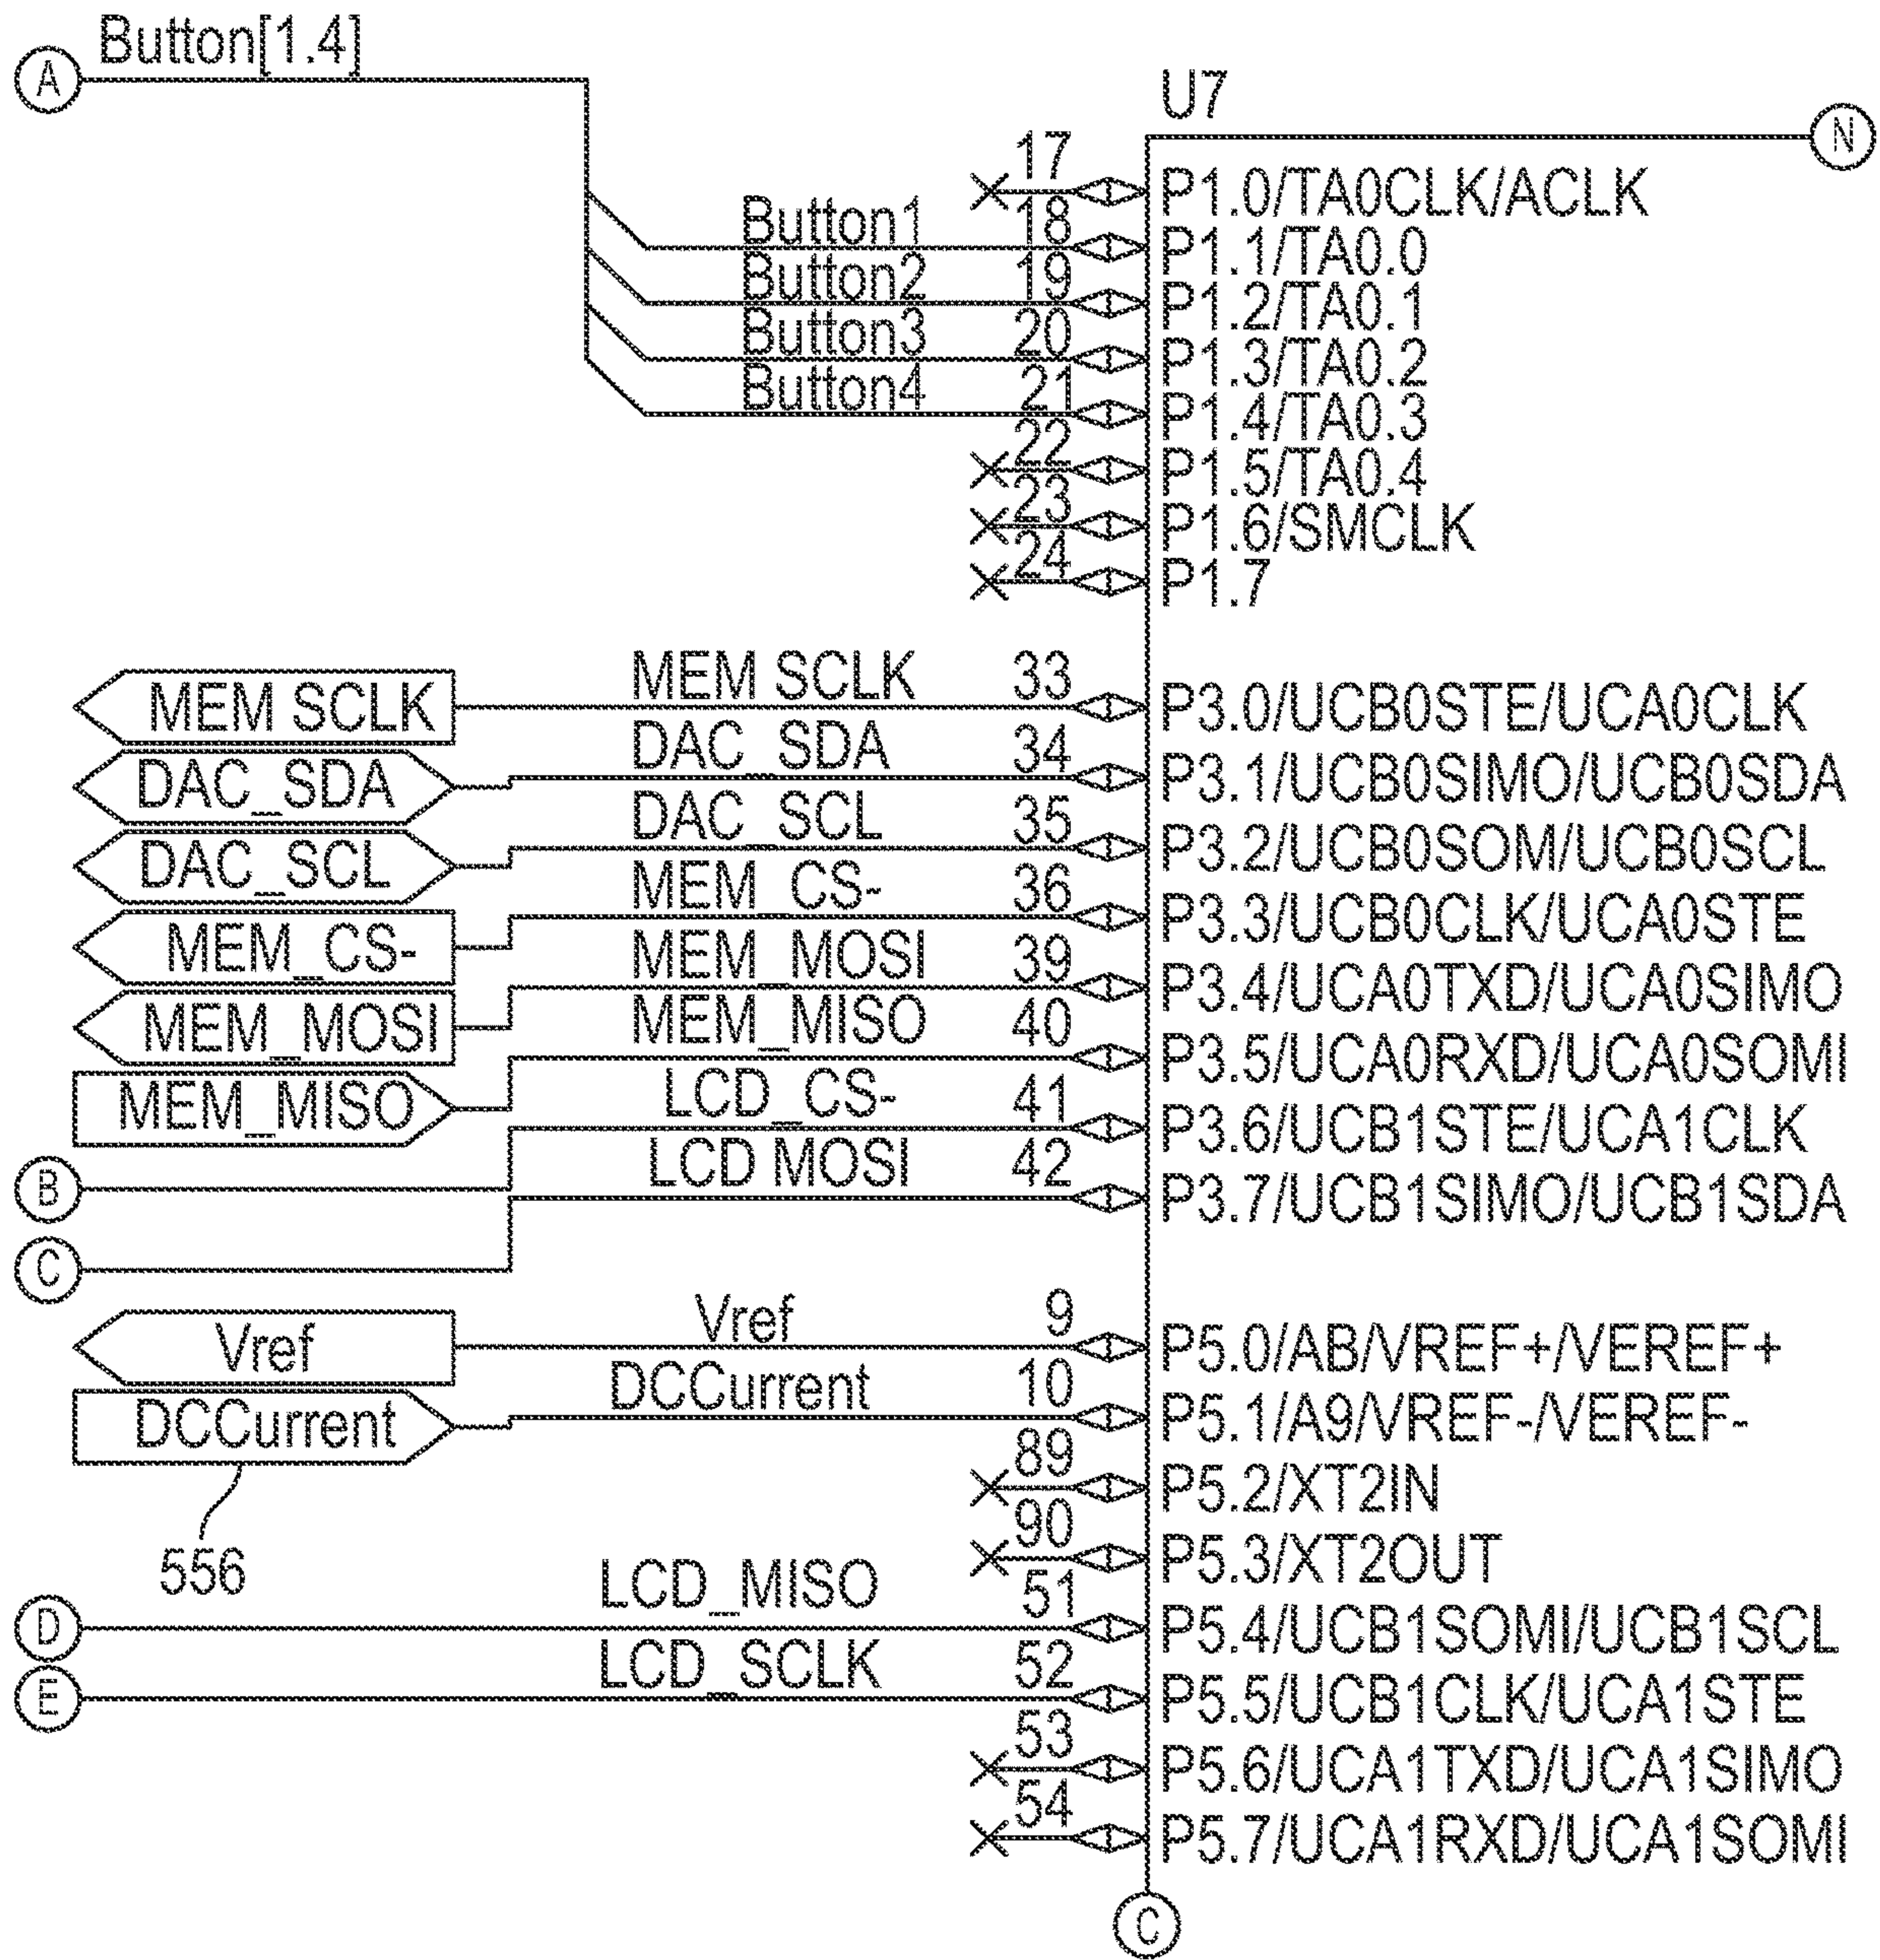 A Button[1.4]
U7
N
17 P1.0/TA0CLK/ACLK
Button1 18 P1.1/TA0.0
Button2 19 P1.2/TA0.1
Button3 20 P1.3/TA0.2
Button4 21 P1.4/TA0.3
22 P1.5/TA0.4
23 P1.6/SMCLK
24 P1.7
MEM SCLK MEM SCLK 33 P3.0/UCB0STE/UCA0CLK
DAC_SDA DAC_SDA 34 P3.1/UCB0SIMO/UCB0SDA
DAC_SCL DAC_SCL 35 P3.2/UCB0SOM/UCB0SCL
MEM_CS- MEM_CS- 36 P3.3/UCB0CLK/UCA0STE
MEM_MOSI MEM_MOSI 39 P3.4/UCA0TXD/UCA0SIMO
MEM_MISO MEM_MISO 40 P3.5/UCA0RXD/UCA0SOMI
B LCD_CS- 41 P3.6/UCB1STE/UCA1CLK
C LCD MOSI 42 P3.7/UCB1SIMO/UCB1SDA
Vref Vref 9 P5.0/AB/VREF+/VEREF+
DCCurrent DCCurrent 10 P5.1/A9/VREF-/VEREF-
89 P5.2/XT2IN
90 P5.3/XT2OUT
556
D LCD_MISO 51 P5.4/UCB1SOMI/UCB1SCL
E LCD_SCLK 52 P5.5/UCB1CLK/UCA1STE
53 P5.6/UCA1TXD/UCA1SIMO
54 P5.7/UCA1RXD/UCA1SOMI
C